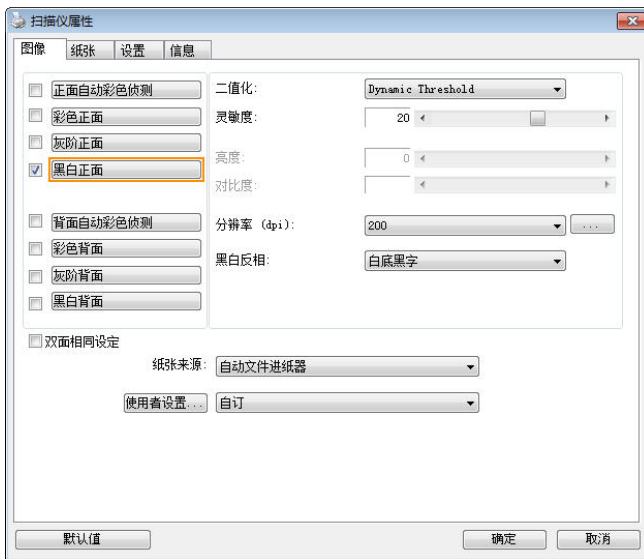 扫描仪属性
图像 纸张 设置 信息
正面自动彩色侦测 二值化: Dynamic Threshold
彩色正面 灵敏度: 20
灰阶正面
黑白正面 亮度: 0
对比度:
背面自动彩色侦测 分辨率 (dpi): 200 ...
彩色背面 黑白反相: 白底黑字
灰阶背面
黑白背面
双面相同设定
纸张来源: 自动文件进纸器
使用者设置... 自订
默认值 确定 取消